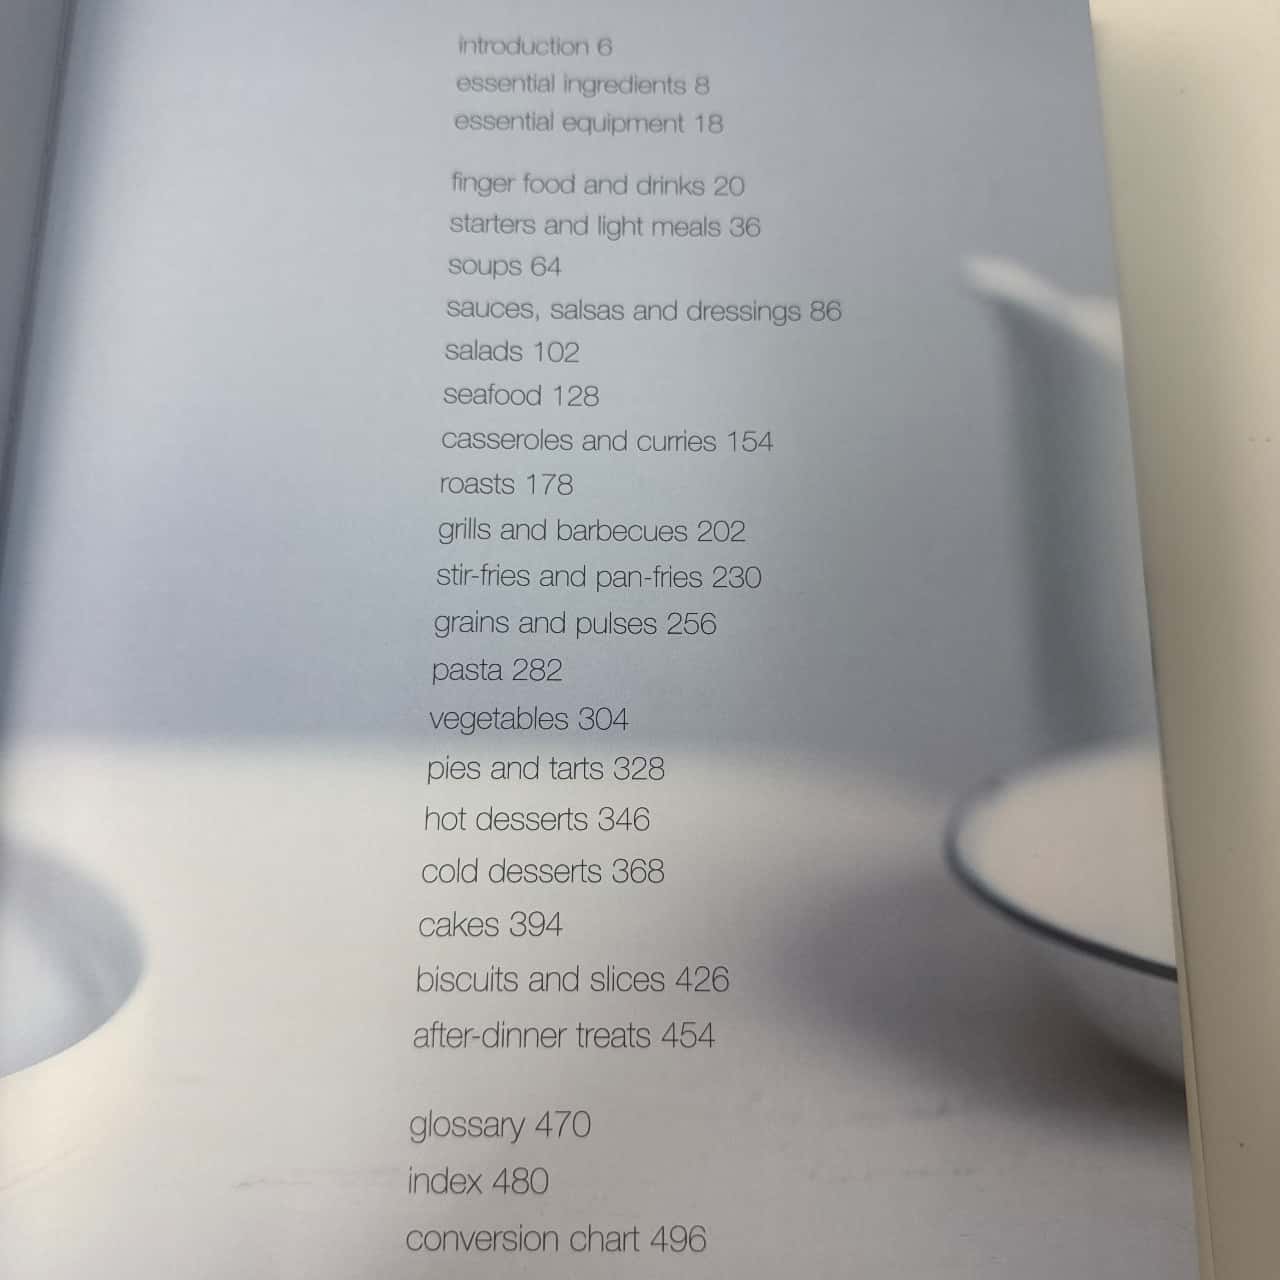 introduction 6
essential ingredients 8
essential equipment 18
finger food and drinks 20
starters and light meals 36
soups 64
sauces, salsas and dressings 86
salads 102
seafood 128
casseroles and curries 154
roasts 178
grills and barbecues 202
stir-fries and pan-fries 230
grains and pulses 256
pasta 282
vegetables 304
pies and tarts 328
hot desserts 346
cold desserts 368
cakes 394
biscuits and slices 426
after-dinner treats 454
glossary 470
index 480
conversion chart 496